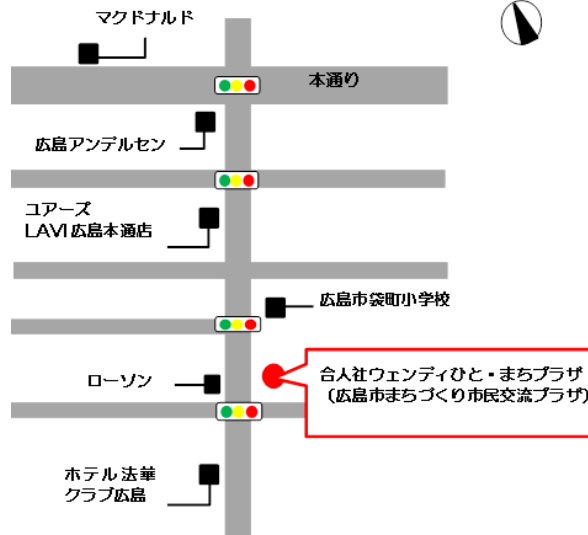 マクドナルド
本通り
広島アンデルセン
ユアーズ
LAVI広島本通店
広島市袋町小学校
合人社ウェンディひと・まちプラザ
（広島市まちづくり市民交流プラザ）
ローソン
ホテル法華
クラブ広島